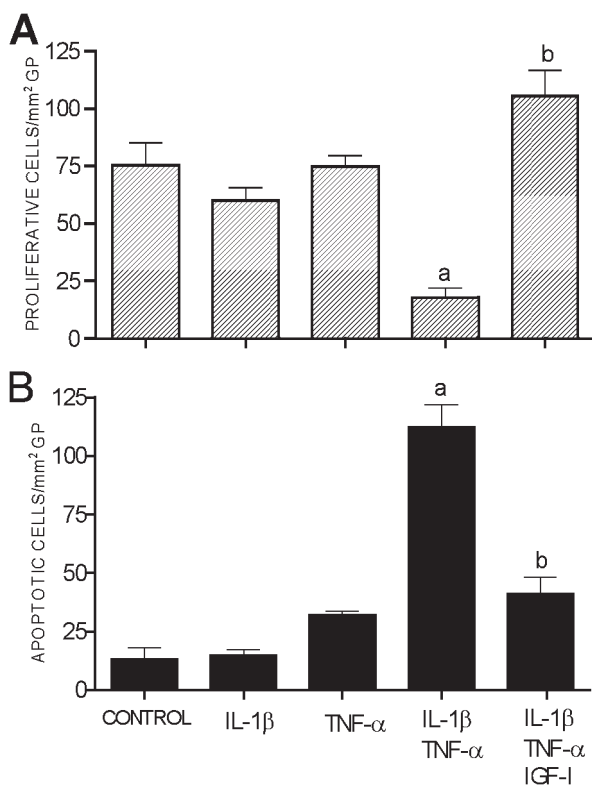 A
PROLIFERATIVE CELLS/mm² GP
125
100
75
50
25
0
a
b
B
APOPTOTIC CELLS/mm² GP
125
100
75
50
25
0
a
b
CONTROL
IL-1β
TNF-α
IL-1β
TNF-α
IL-1β
TNF-α
IGF-I